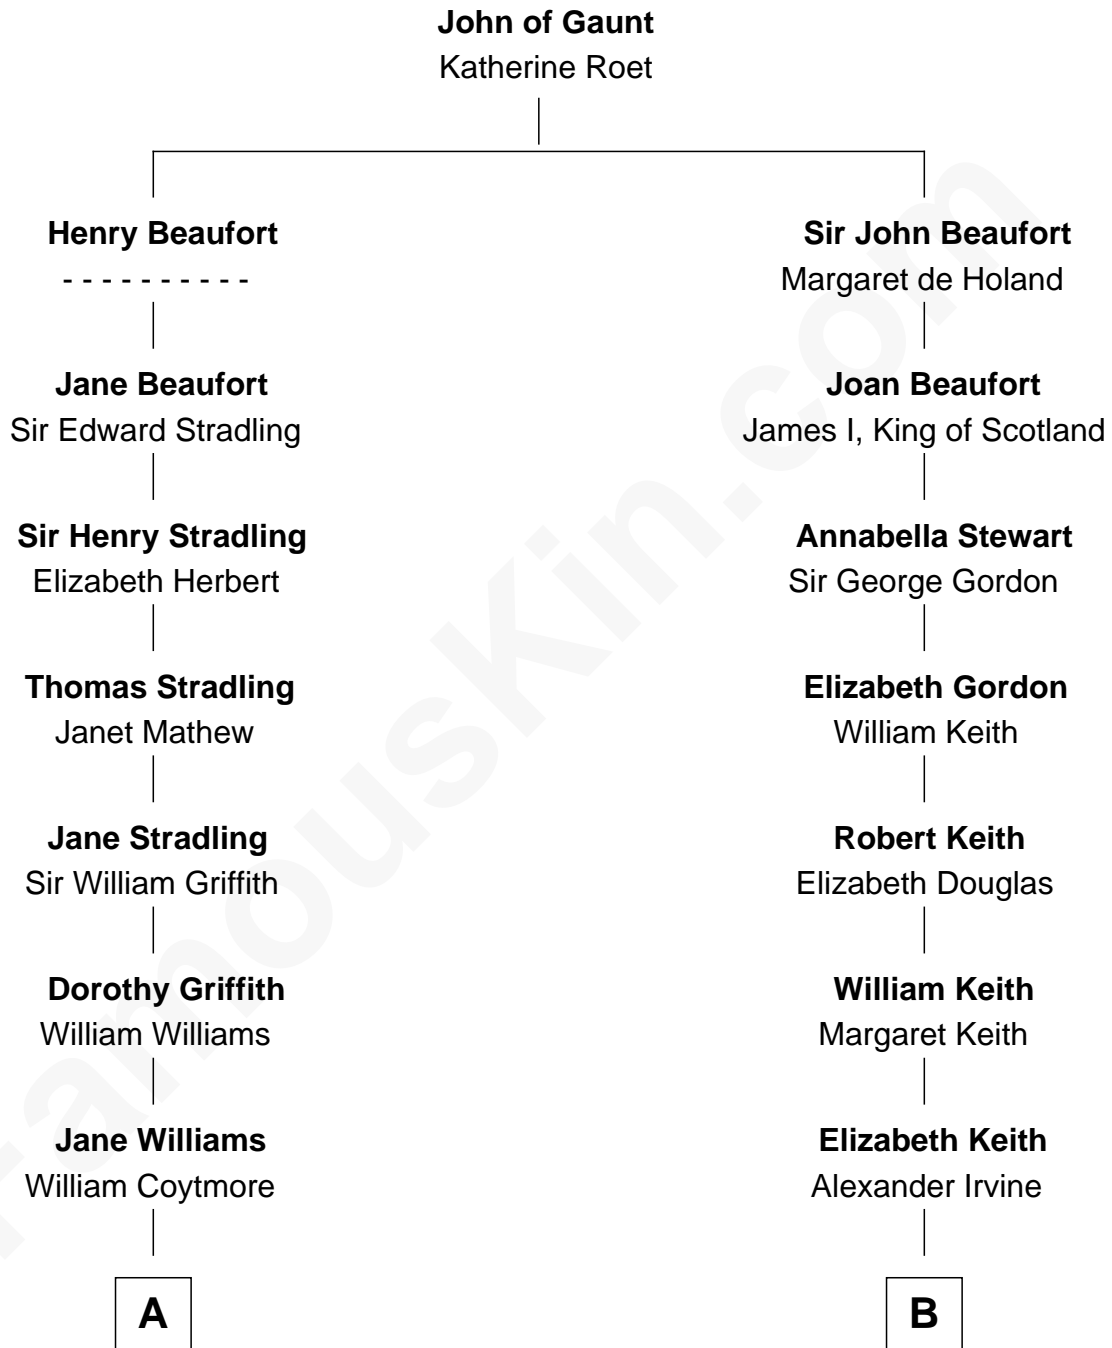 John of Gaunt
Katherine Roet
Henry Beaufort
- - - - - - - - - -
Jane Beaufort
Sir Edward Stradling
Sir Henry Stradling
Elizabeth Herbert
Thomas Stradling
Janet Mathew
Jane Stradling
Sir William Griffith
Dorothy Griffith
William Williams
Jane Williams
William Coytmore
A
Sir John Beaufort
Margaret de Holand
Joan Beaufort
James I, King of Scotland
Annabella Stewart
Sir George Gordon
Elizabeth Gordon
William Keith
Robert Keith
Elizabeth Douglas
William Keith
Margaret Keith
Elizabeth Keith
Alexander Irvine
B
FamousKin.com